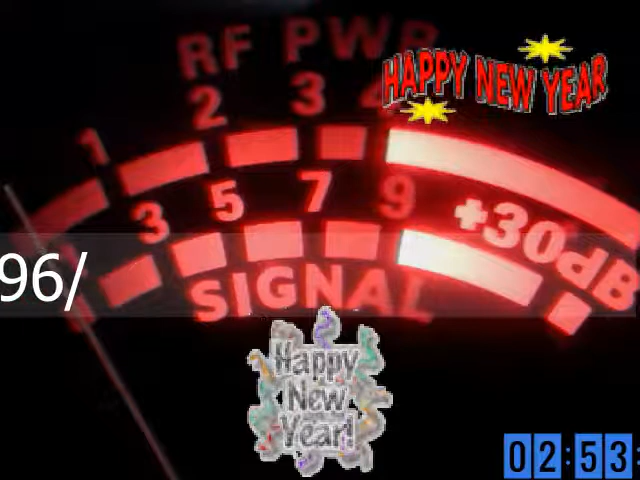 RF PWR
HAPPY NEW YEAR
1 2 3 4
3 5 7 9 +30dB
96/
SIGNAL
Happy
New
Year!
02:53: